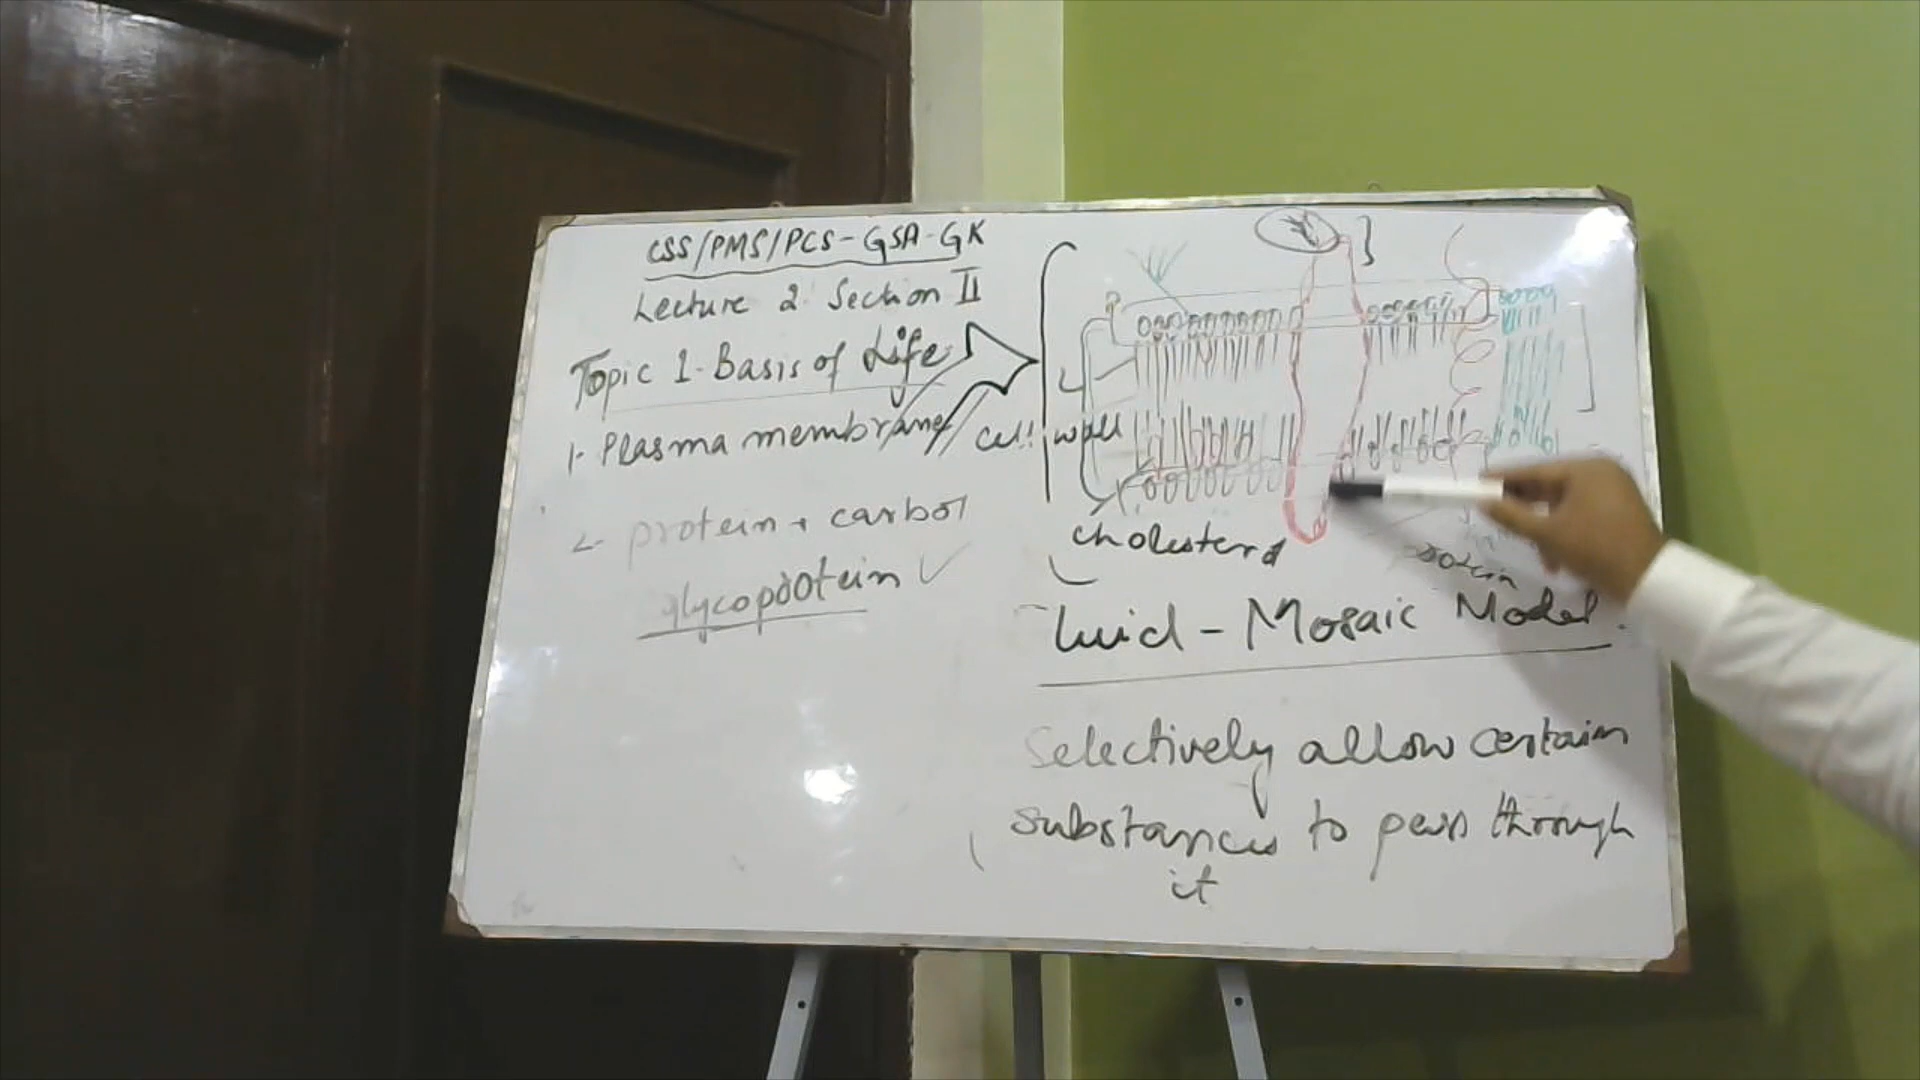 CSS/PMS/PCS-GSA-GK
Lecture 2 Section II
Topic 1-Basis of Life
1- Plasma membrane // Cell wall
2- protein + carbo
glycoprotein ✓
P
cholesterol
protein
luid - Mosaic Model.
Selectively allow certain
substances to pass through
it